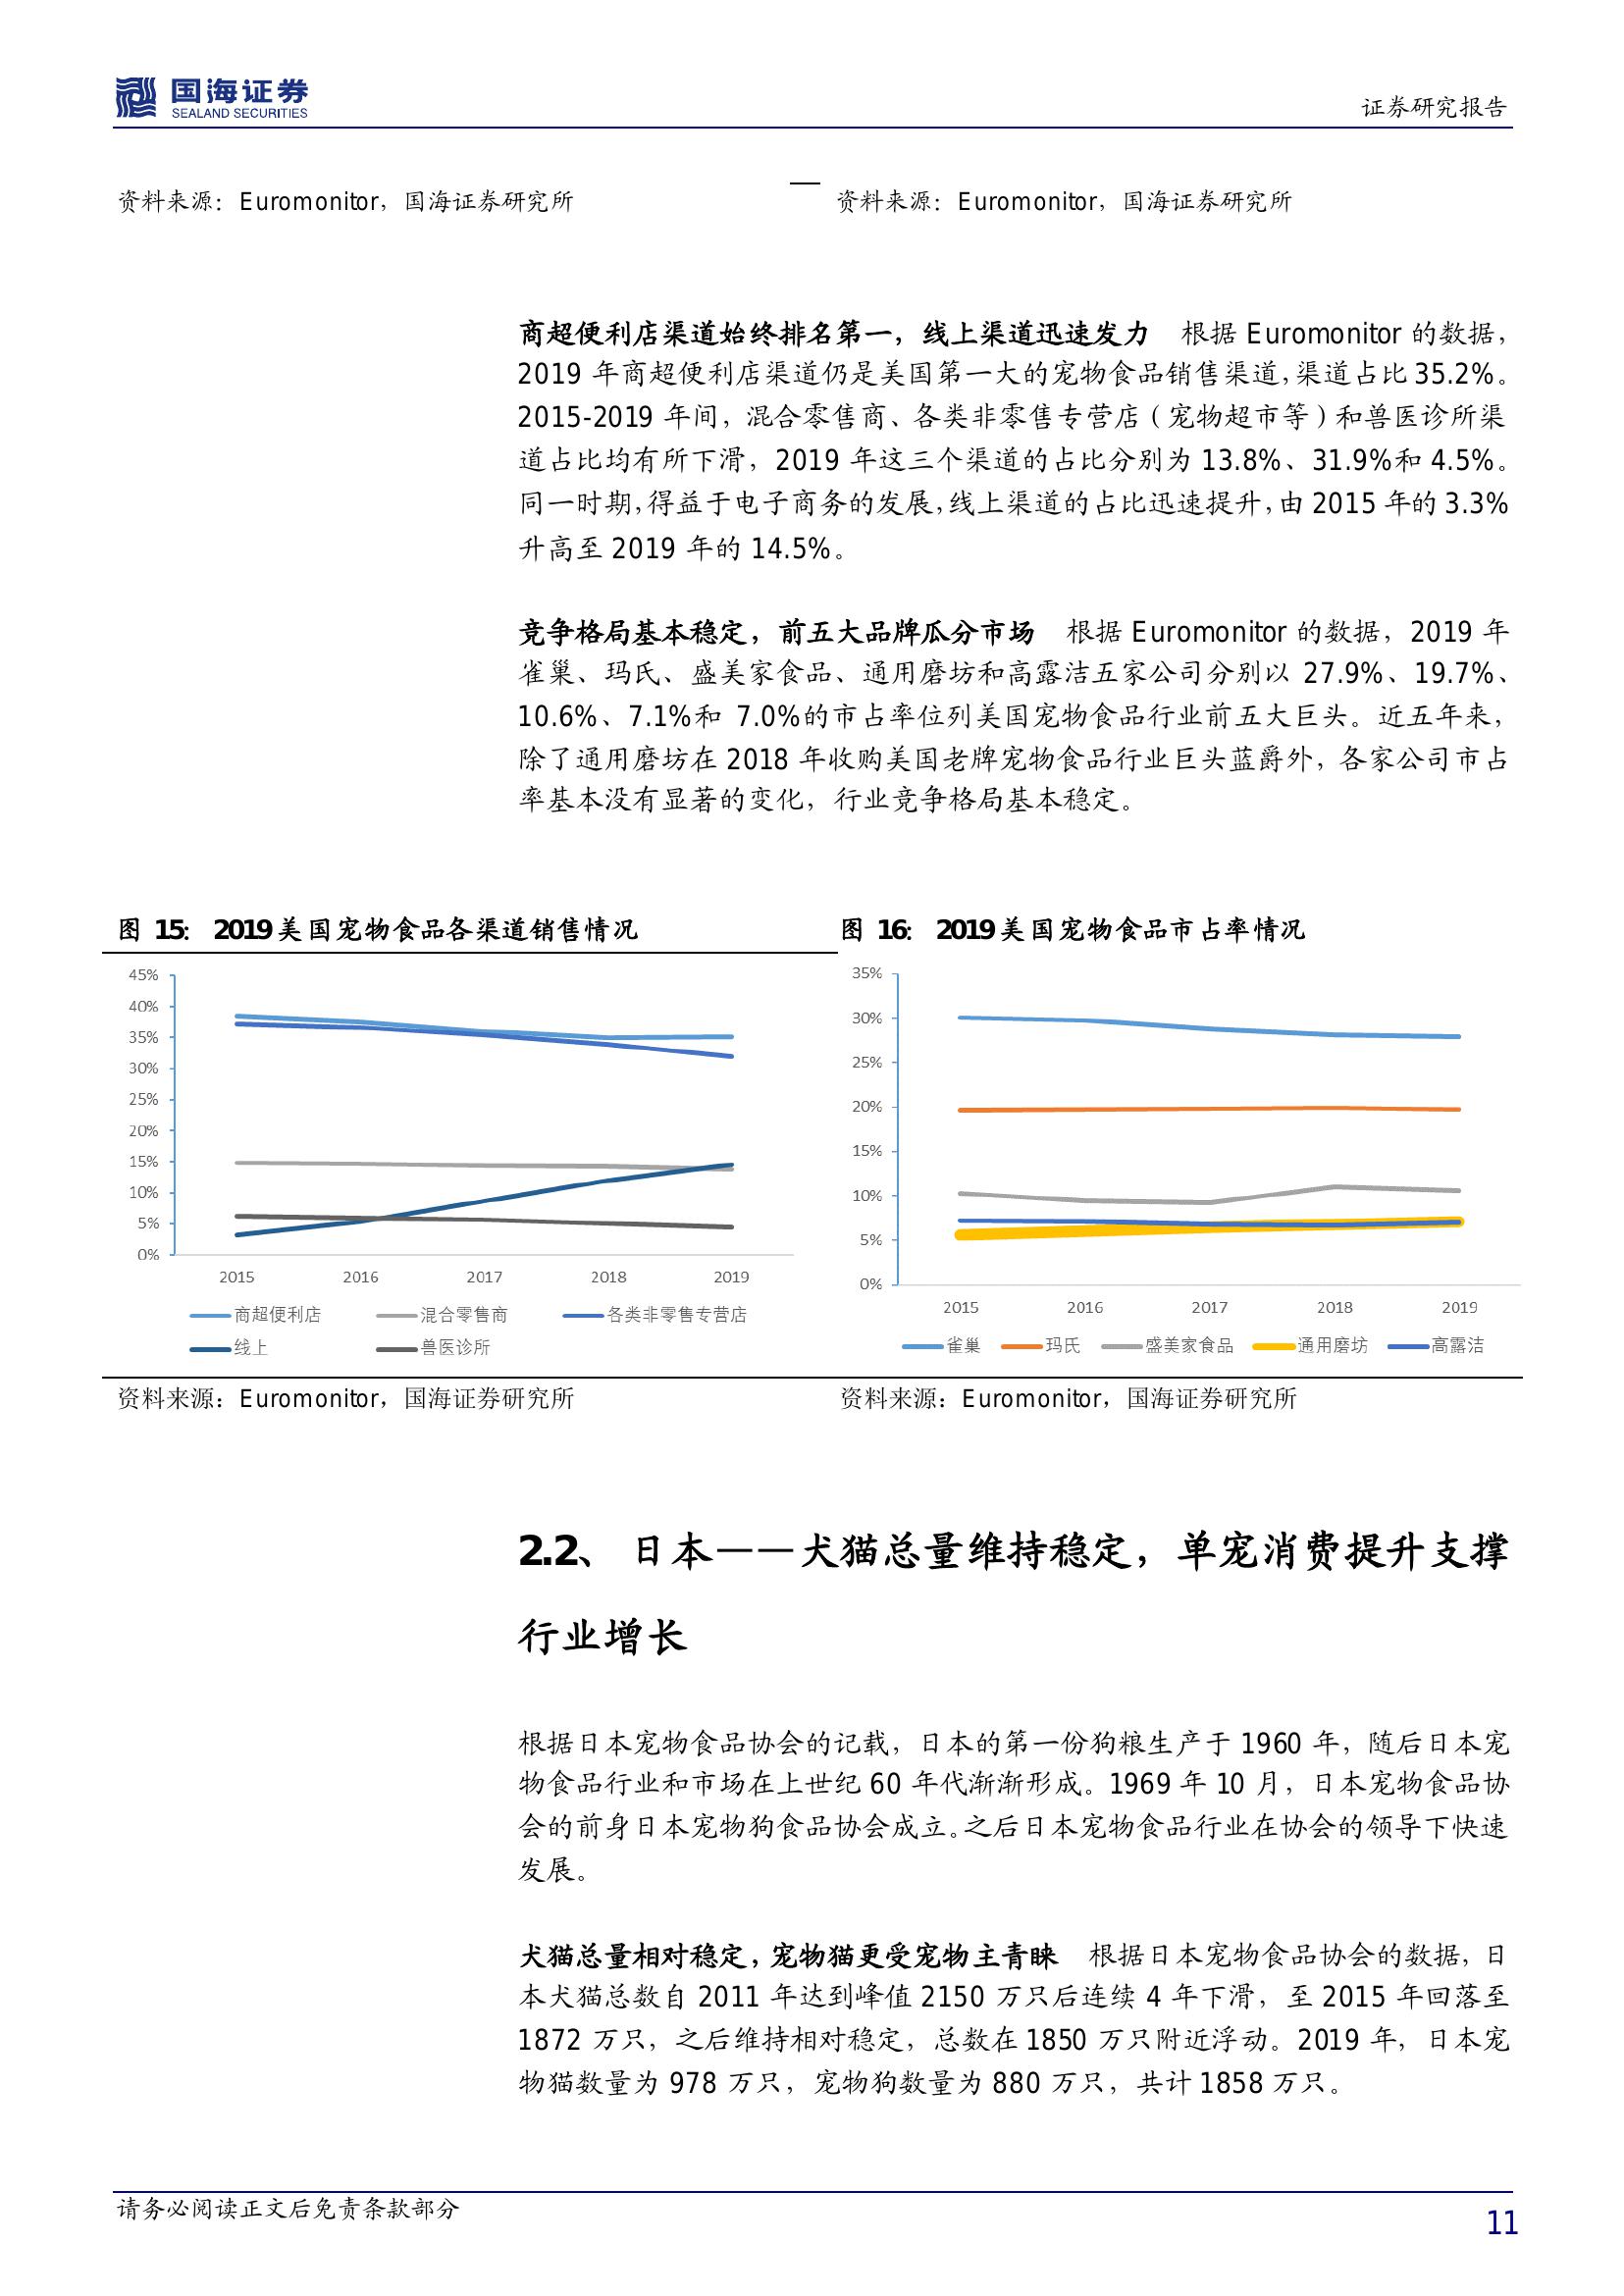 国海证券
SEALAND SECURITIES
证券研究报告
资料来源：Euromonitor，国海证券研究所
资料来源：Euromonitor，国海证券研究所
商超便利店渠道始终排名第一，线上渠道迅速发力 根据 Euromonitor 的数据，
2019 年商超便利店渠道仍是美国第一大的宠物食品销售渠道，渠道占比 35.2%。
2015-2019 年间，混合零售商、各类非零售专营店（宠物超市等）和兽医诊所渠
道占比均有所下滑，2019 年这三个渠道的占比分别为 13.8%、31.9%和 4.5%。
同一时期，得益于电子商务的发展，线上渠道的占比迅速提升，由 2015 年的 3.3%
升高至 2019 年的 14.5%。
竞争格局基本稳定，前五大品牌瓜分市场 根据 Euromonitor 的数据，2019 年
雀巢、玛氏、盛美家食品、通用磨坊和高露洁五家公司分别以 27.9%、19.7%、
10.6%、7.1%和 7.0%的市占率位列美国宠物食品行业前五大巨头。近五年来，
除了通用磨坊在 2018 年收购美国老牌宠物食品行业巨头蓝爵外，各家公司市占
率基本没有显著的变化，行业竞争格局基本稳定。
图 15： 2019美国宠物食品各渠道销售情况
45%
40%
35%
30%
25%
20%
15%
10%
5%
0%
2015 2016 2017 2018 2019
商超便利店 混合零售商 各类非零售专营店
线上 兽医诊所
资料来源：Euromonitor，国海证券研究所
图 16： 2019美国宠物食品市占率情况
35%
30%
25%
20%
15%
10%
5%
0%
2015 2016 2017 2018 2019
雀巢 玛氏 盛美家食品 通用磨坊 高露洁
资料来源：Euromonitor，国海证券研究所
2.2、 日本——犬猫总量维持稳定，单宠消费提升支撑
行业增长
根据日本宠物食品协会的记载，日本的第一份狗粮生产于 1960 年，随后日本宠
物食品行业和市场在上世纪 60 年代渐渐形成。1969 年 10 月，日本宠物食品协
会的前身日本宠物狗食品协会成立。之后日本宠物食品行业在协会的领导下快速
发展。
犬猫总量相对稳定，宠物猫更受宠物主青睐 根据日本宠物食品协会的数据，日
本犬猫总数自 2011 年达到峰值 2150 万只后连续 4 年下滑，至 2015 年回落至
1872 万只，之后维持相对稳定，总数在 1850 万只附近浮动。2019 年，日本宠
物猫数量为 978 万只，宠物狗数量为 880 万只，共计 1858 万只。
请务必阅读正文后免责条款部分
11